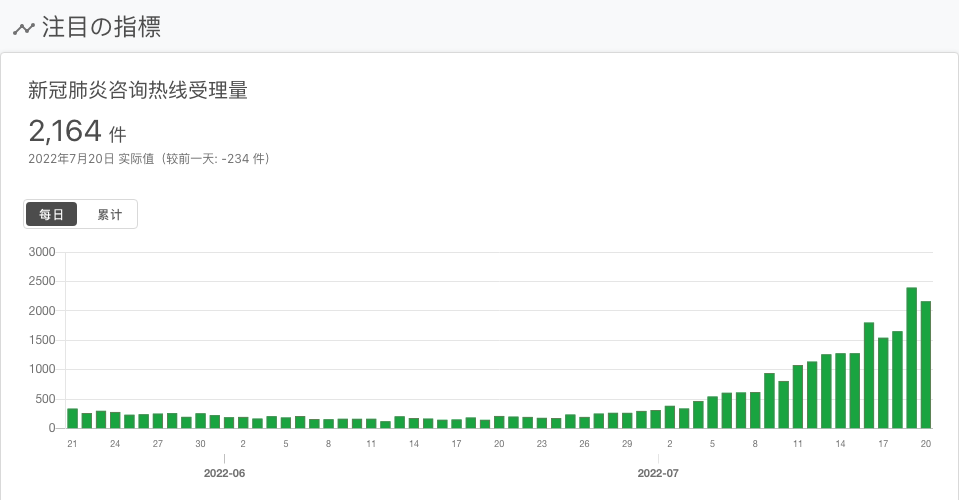 注目の指標
新冠肺炎咨询热线受理量
2,164 件
2022年7月20日 实际值（较前一天: -234 件）
每日 累计
3000
2500
2000
1500
1000
500
0
21 24 27 30 2 5 8 11 14 17 20 23 26 29 2 5 8 11 14 17 20
2022-06 2022-07